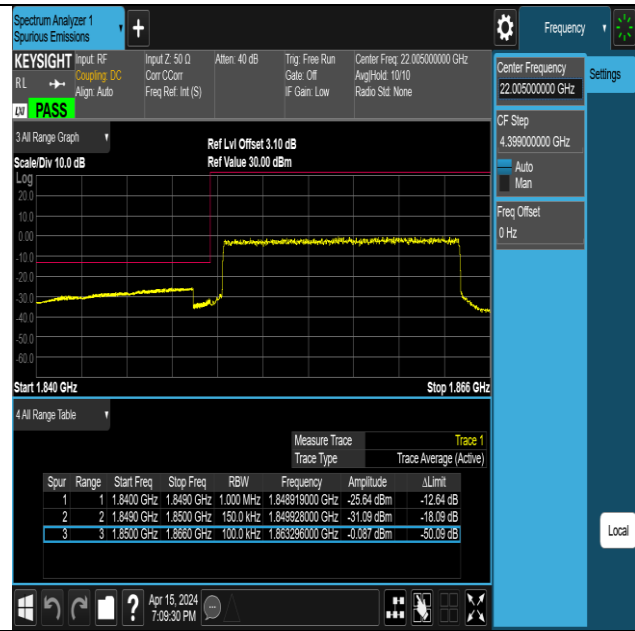 Spectrum Analyzer 1
Spurious Emissions
+
Frequency
KEYSIGHT Input: RF Input Z: 50 Ω Atten: 40 dB Trig: Free Run Center Freq: 22.005000000 GHz
RL Coupling: DC Corr CCorr Gate: Off Avg|Hold: 10/10
Align: Auto Freq Ref: Int (S) IF Gain: Low Radio Std: None
LNI PASS
Center Frequency
22.005000000 GHz
Settings
CF Step
4.399000000 GHz
Auto
Man
Freq Offset
0 Hz
3 All Range Graph
Ref Lvl Offset 3.10 dB
Scale/Div 10.0 dB Ref Value 30.00 dBm
Log
20.0
10.0
0.00
-10.0
-20.0
-30.0
-40.0
-50.0
-60.0
Start 1.840 GHz Stop 1.866 GHz
4 All Range Table
Measure Trace Trace 1
Trace Type Trace Average (Active)
Spur Range Start Freq Stop Freq RBW Frequency Amplitude ΔLimit
1 1 1.8400 GHz 1.8490 GHz 1.000 MHz 1.848919000 GHz -25.64 dBm -12.64 dB
2 2 1.8490 GHz 1.8500 GHz 150.0 kHz 1.849928000 GHz -31.09 dBm -18.09 dB
3 3 1.8500 GHz 1.8660 GHz 100.0 kHz 1.863296000 GHz -0.087 dBm -50.09 dB
Local
? Apr 15, 2024
7:09:30 PM